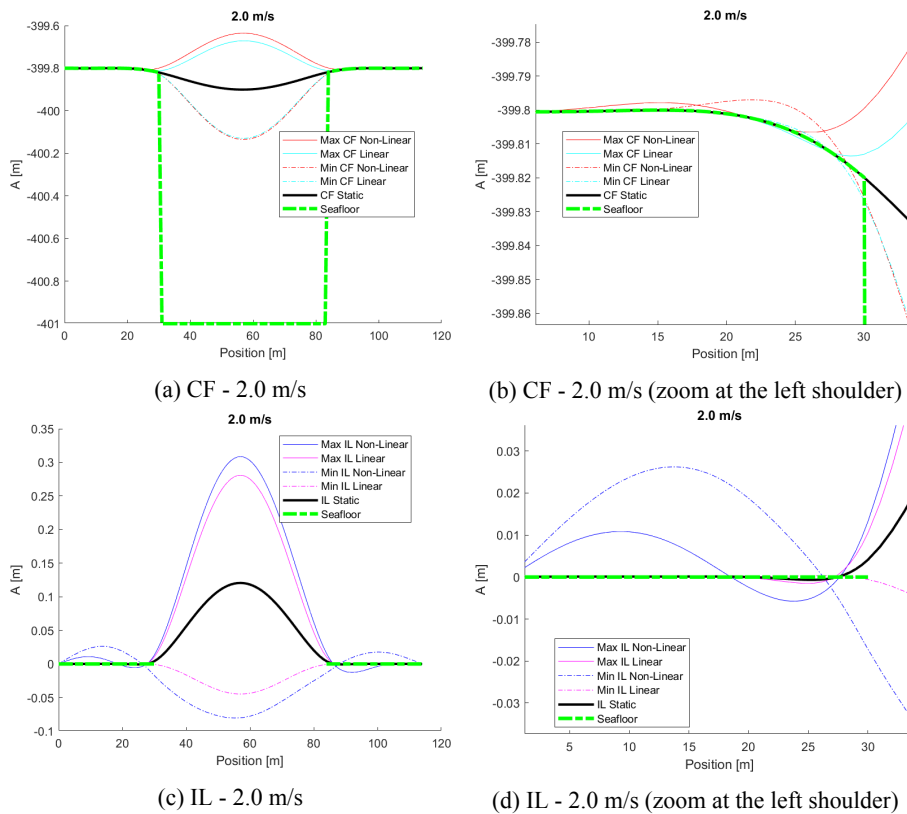 2.0 m/s
-399.6
-399.8
-400
-400.2
-400.4
-400.6
-400.8
-401
A [m]
0 20 40 60 80 100 120
Position [m]
Max CF Non-Linear
Max CF Linear
Min CF Non-Linear
Min CF Linear
CF Static
Seafloor
(a) CF - 2.0 m/s
2.0 m/s
-399.78
-399.79
-399.8
-399.81
-399.82
-399.83
-399.84
-399.85
-399.86
A [m]
10 15 20 25 30
Position [m]
Max CF Non-Linear
Max CF Linear
Min CF Non-Linear
Min CF Linear
CF Static
Seafloor
(b) CF - 2.0 m/s (zoom at the left shoulder)
2.0 m/s
0.35
0.3
0.25
0.2
0.15
0.1
0.05
0
-0.05
-0.1
A [m]
0 20 40 60 80 100 120
Position [m]
Max IL Non-Linear
Max IL Linear
Min IL Non-Linear
Min IL Linear
IL Static
Seafloor
(c) IL - 2.0 m/s
2.0 m/s
0.03
0.02
0.01
0
-0.01
-0.02
-0.03
A [m]
5 10 15 20 25 30
Position [m]
Max IL Non-Linear
Max IL Linear
Min IL Non-Linear
Min IL Linear
IL Static
Seafloor
(d) IL - 2.0 m/s (zoom at the left shoulder)